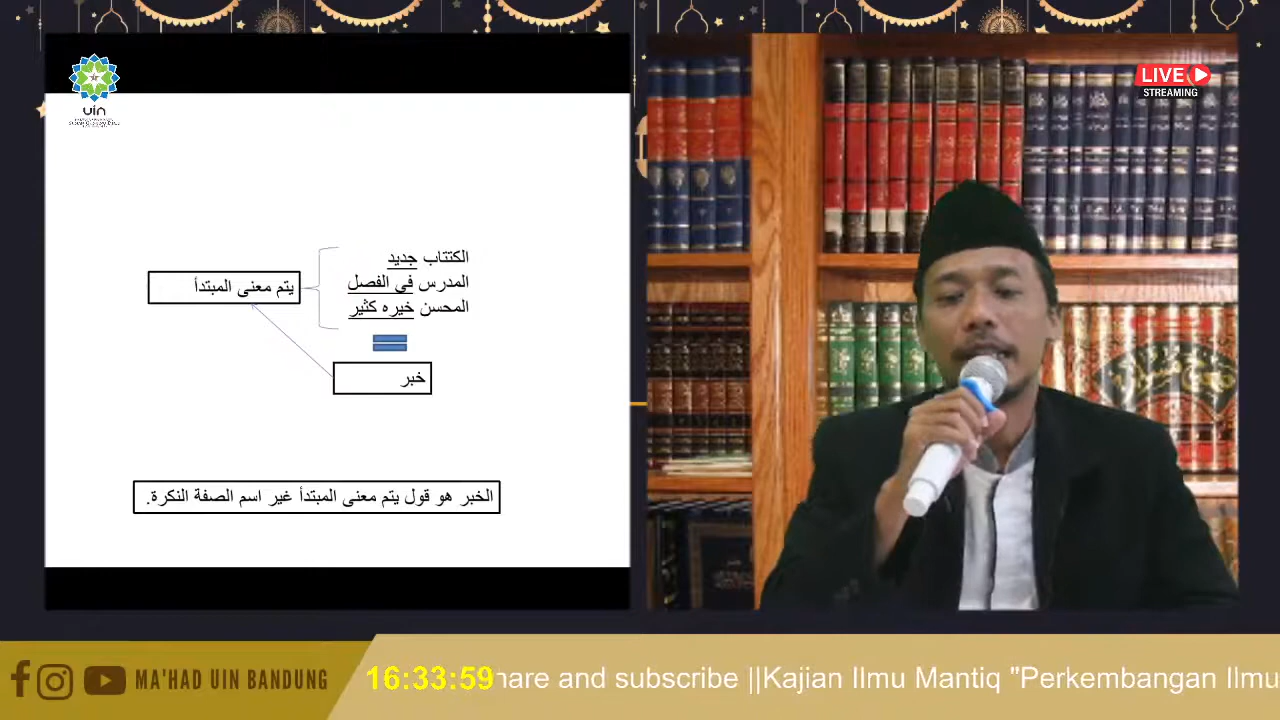 uin
LIVE
STREAMING
الكتتاب جديد
المدرس في الفصل
المحسن خيره كثير
يتم معنى المبتدأ
خبر
الخبر هو قول يتم معنى المبتدأ غير اسم الصفة النكرة.
MA'HAD UIN BANDUNG
16:33:59
hare and subscribe ||Kajian Ilmu Mantiq "Perkembangan Ilmu